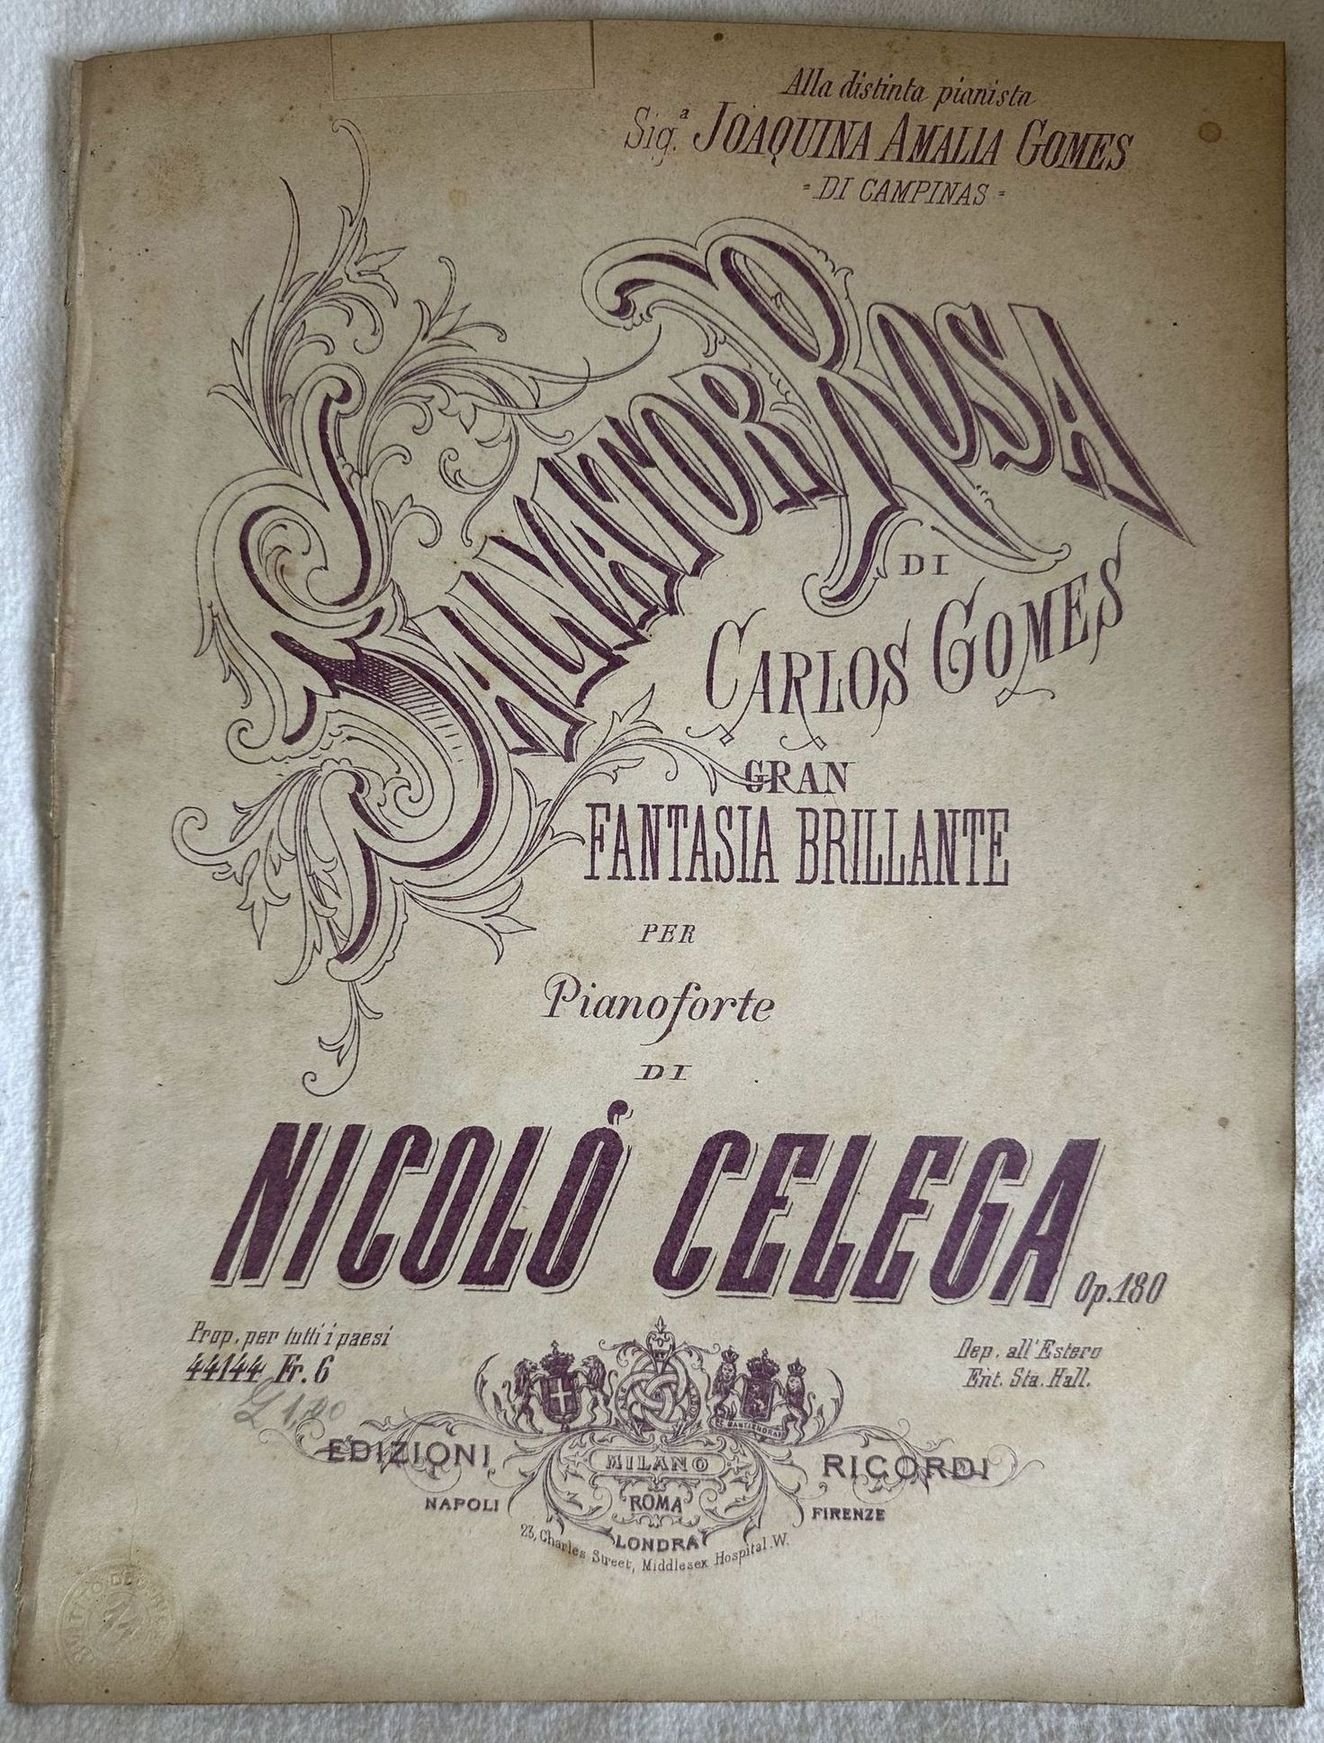 Alla distinta pianista
Sig.ª JOAQUINA AMALIA GOMES
- DI CAMPINAS -
SALVATOR ROSA
DI
CARLOS GOMES
GRAN
FANTASIA BRILLANTE
PER
Pianoforte
DI
NICOLÒ CELEGA
Op. 180
Prop. per tutti i paesi
44144 Fr. 6
Dep. all'Estero
Ent. Sta. Hall.
EDIZIONI RICORDI
MILANO
NAPOLI ROMA FIRENZE
LONDRA
23, Charles Street, Middlesex Hospital. W.